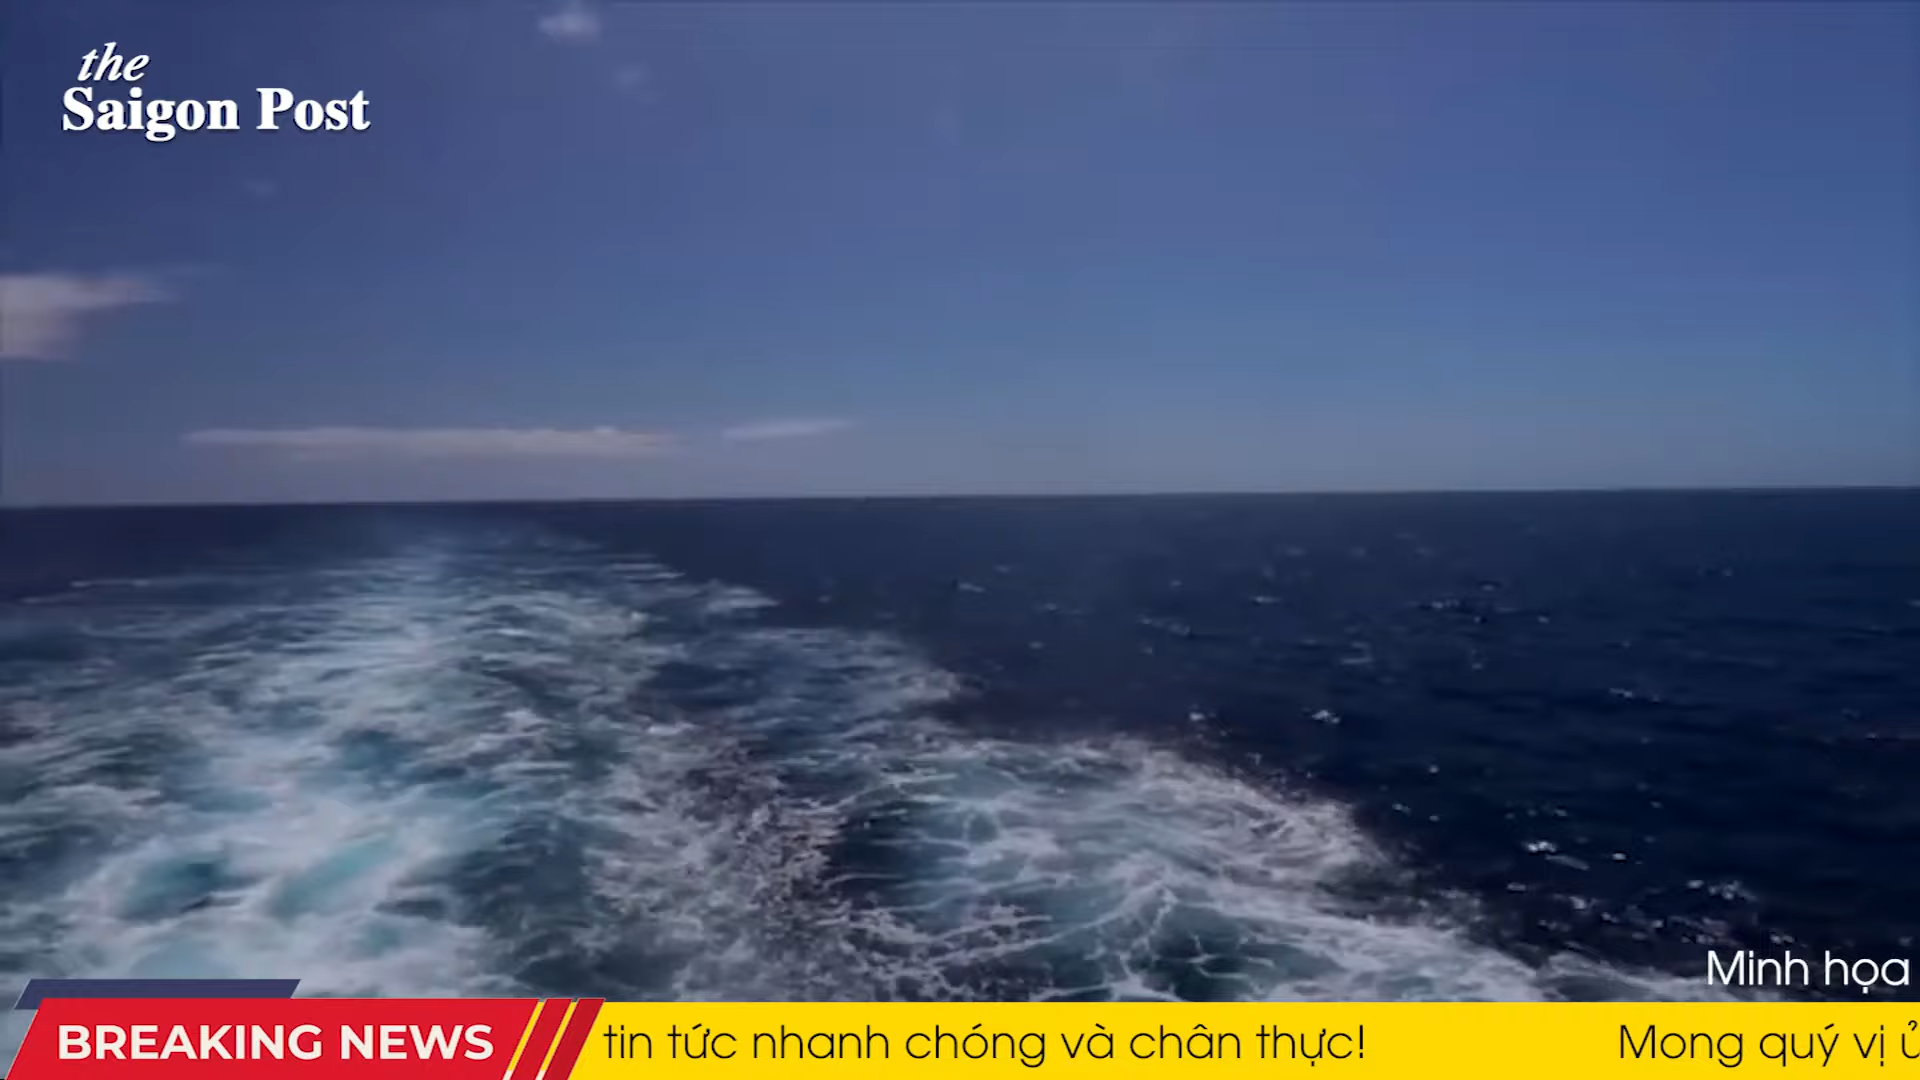 the
Saigon Post
Minh họa
BREAKING NEWS
tin tức nhanh chóng và chân thực!
Mong quý vị